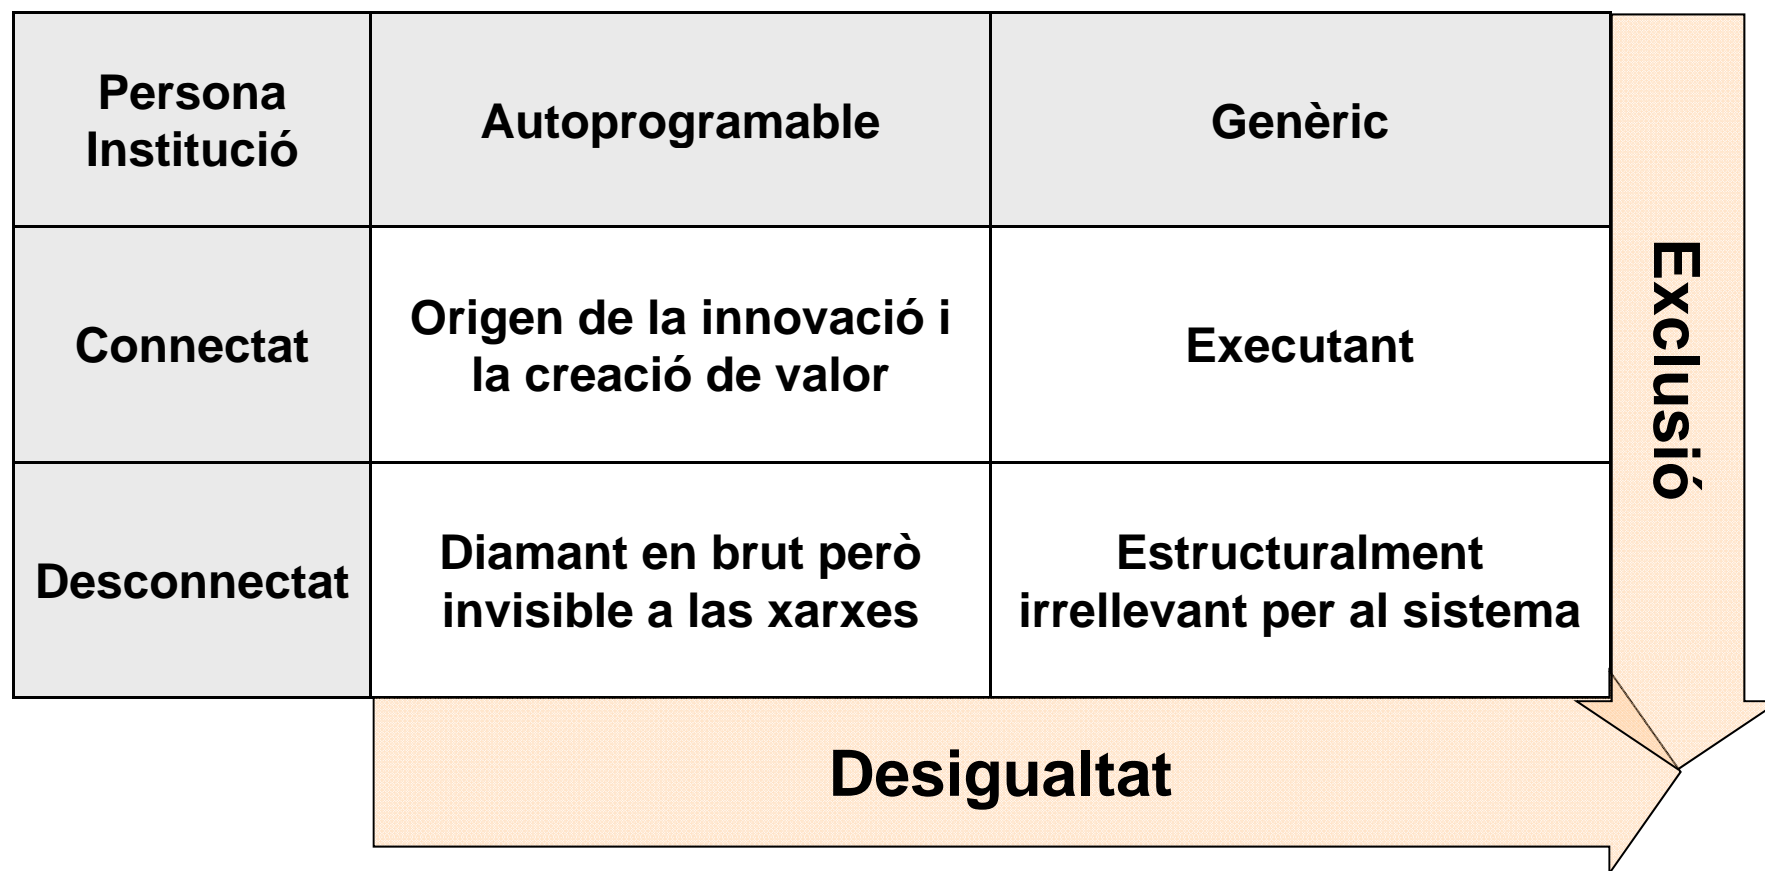 Persona
Institució
Autoprogramable
Genèric
Connectat
Origen de la innovació i
la creació de valor
Executant
Desconnectat
Diamant en brut però
invisible a las xarxes
Estructuralment
irrellevant per al sistema
Exclusió
Desigualtat